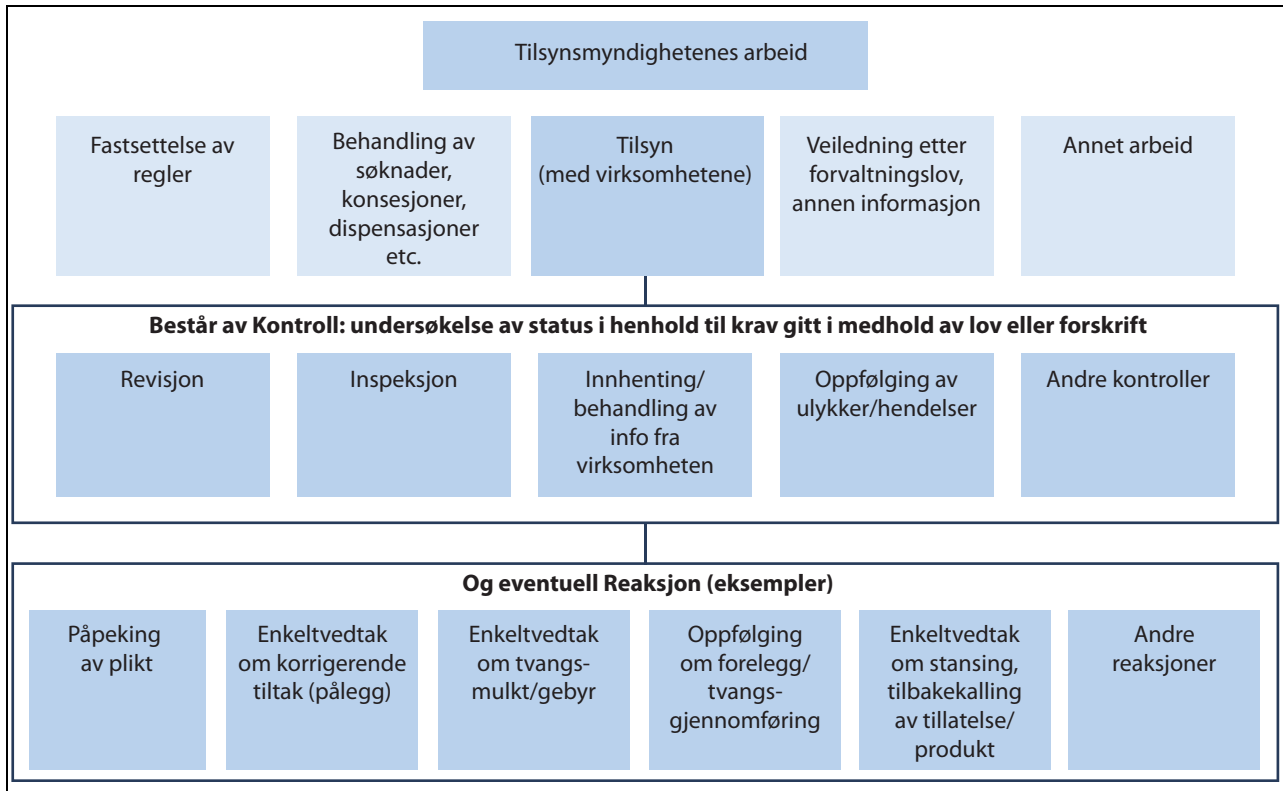 Tilsynsmyndighetenes arbeid
Fastsettelse av
regler
Behandling av
søknader,
konsesjoner,
dispensasjoner
etc.
Tilsyn
(med virksomhetene)
Veiledning etter
forvaltningslov,
annen informasjon
Annet arbeid
Består av Kontroll: undersøkelse av status i henhold til krav gitt i medhold av lov eller forskrift
Revisjon
Inspeksjon
Innhenting/
behandling av
info fra
virksomheten
Oppfølging av
ulykker/hendelser
Andre kontroller
Og eventuell Reaksjon (eksempler)
Påpeking
av plikt
Enkeltvedtak
om korrigerende
tiltak (pålegg)
Enkeltvedtak
om tvangs-
mulkt/gebyr
Oppfølging
om forelegg/
tvangs-
gjennomføring
Enkeltvedtak
om stansing,
tilbakekalling
av tillatelse/
produkt
Andre
reaksjoner